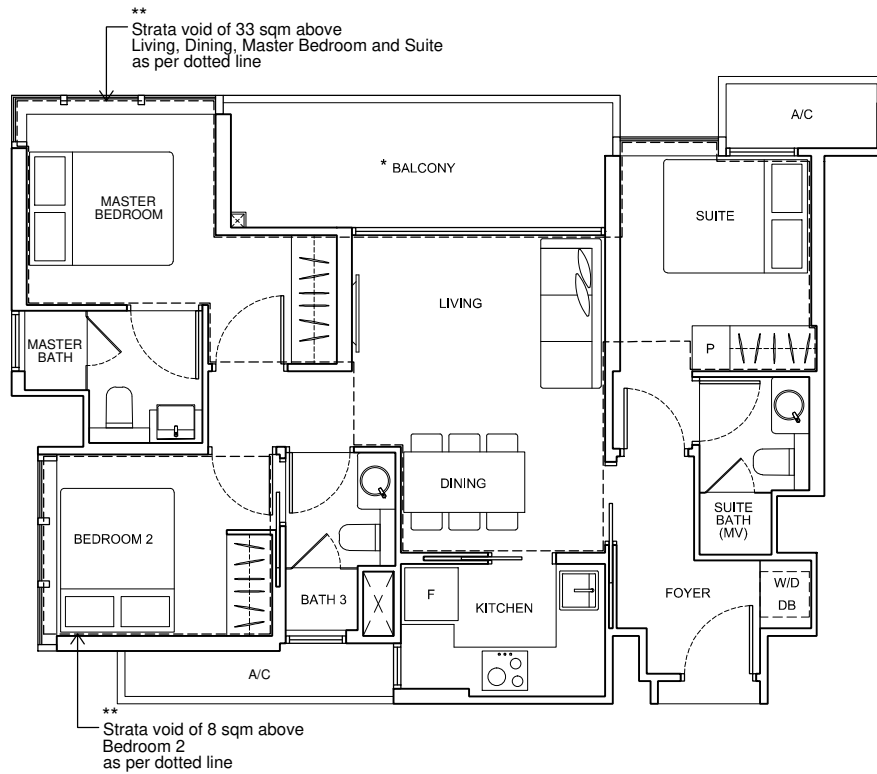 **
Strata void of 33 sqm above
Living, Dining, Master Bedroom and Suite
as per dotted line
A/C
* BALCONY
MASTER
BEDROOM
SUITE
LIVING
MASTER
BATH
P
DINING
SUITE
BATH
(MV)
BEDROOM 2
W/D
DB
BATH 3
F
KITCHEN
FOYER
A/C
**
Strata void of 8 sqm above
Bedroom 2
as per dotted line